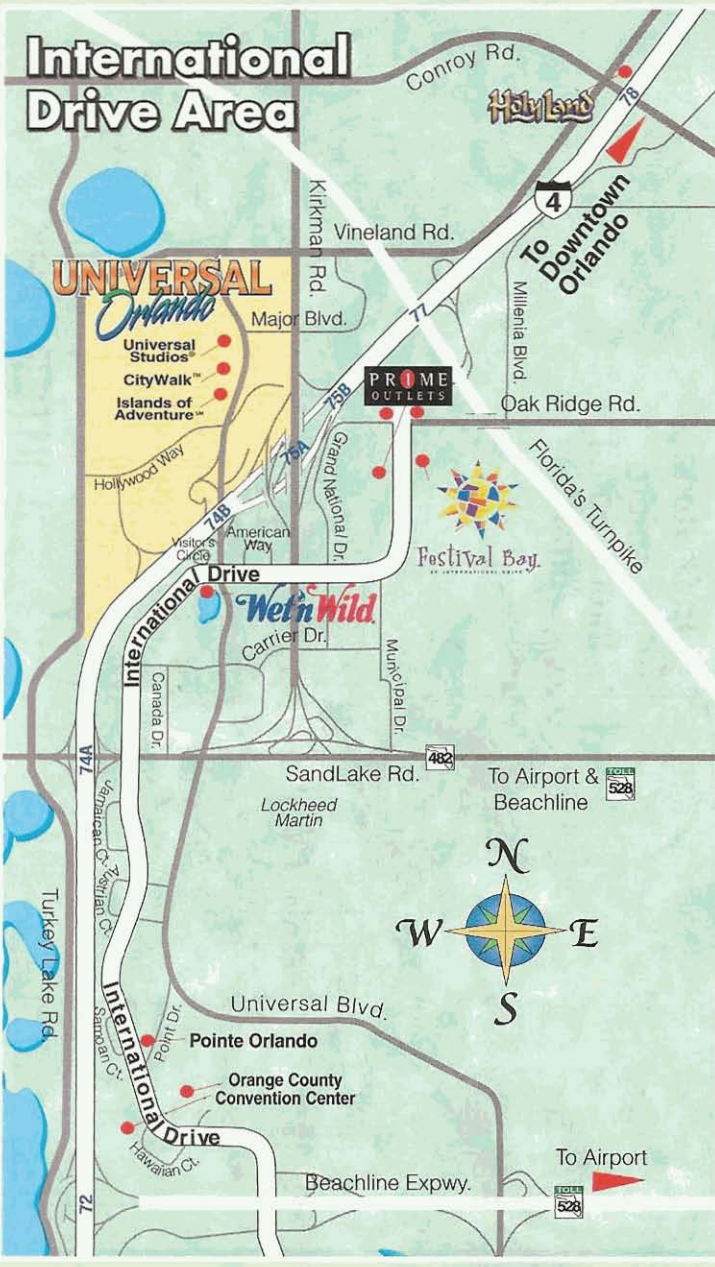 International
Drive Area
Conroy Rd.
Holy Land
78
4
To
Downtown
Orlando
Kirkman Rd.
Vineland Rd.
UNIVERSAL
Orlando
Major Blvd.
77
Millenia Blvd.
Universal
Studios®
CityWalk™
Islands of
Adventure℠
75B
PRIME
OUTLETS
Oak Ridge Rd.
75A
Grand National Dr.
Florida's Turnpike
Hollywood Way
74B
American
Way
Visitor's
Circle
Festival Bay.
International Drive
Wet'n Wild.
Carrier Dr.
Municipal Dr.
Canada Dr.
74A
482
SandLake Rd.
To Airport &
Beachline
TOLL
528
Lockheed
Martin
Jamaican Ct.
Austrian Ct.
N
W
E
S
Turkey Lake Rd.
Universal Blvd.
International Drive
Samoan Ct.
Point Dr.
Pointe Orlando
Orange County
Convention Center
Hawaiian Ct.
To Airport
Beachline Expwy.
72
TOLL
528